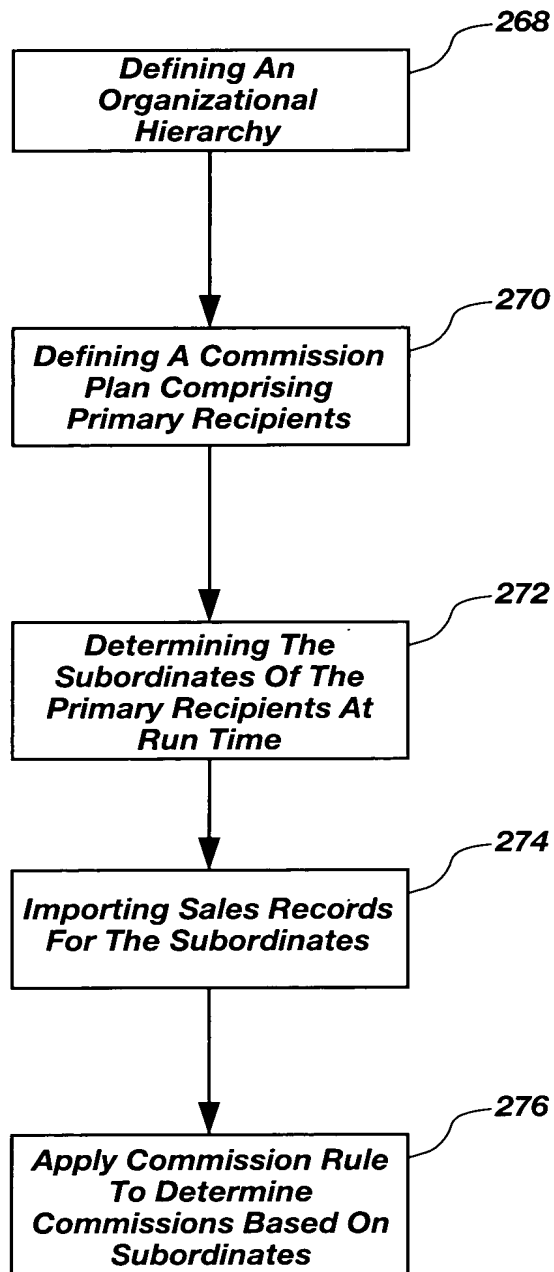 268
Defining An
Organizational
Hierarchy
270
Defining A Commission
Plan Comprising
Primary Recipients
272
Determining The
Subordinates Of The
Primary Recipients At
Run Time
274
Importing Sales Records
For The Subordinates
276
Apply Commission Rule
To Determine
Commissions Based On
Subordinates